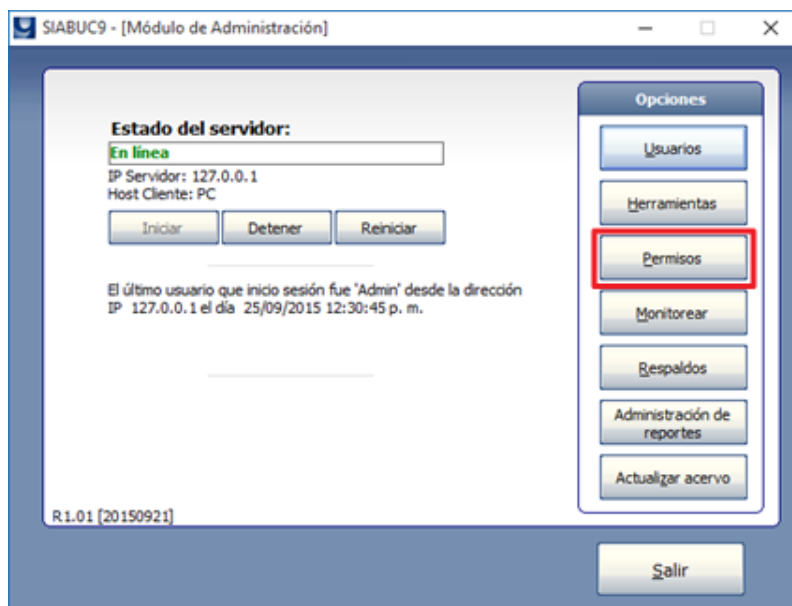 SIABUC9 - [Módulo de Administración]
Estado del servidor:
En línea
IP Servidor: 127.0.0.1
Host Cliente: PC
Iniciar
Detener
Reiniciar
El último usuario que inicio sesión fue 'Admin' desde la dirección
IP 127.0.0.1 el día 25/09/2015 12:30:45 p. m.
R1.01 [20150921]
Opciones
Usuarios
Herramientas
Permisos
Monitorear
Respaldos
Administración de
reportes
Actualizar acervo
Salir